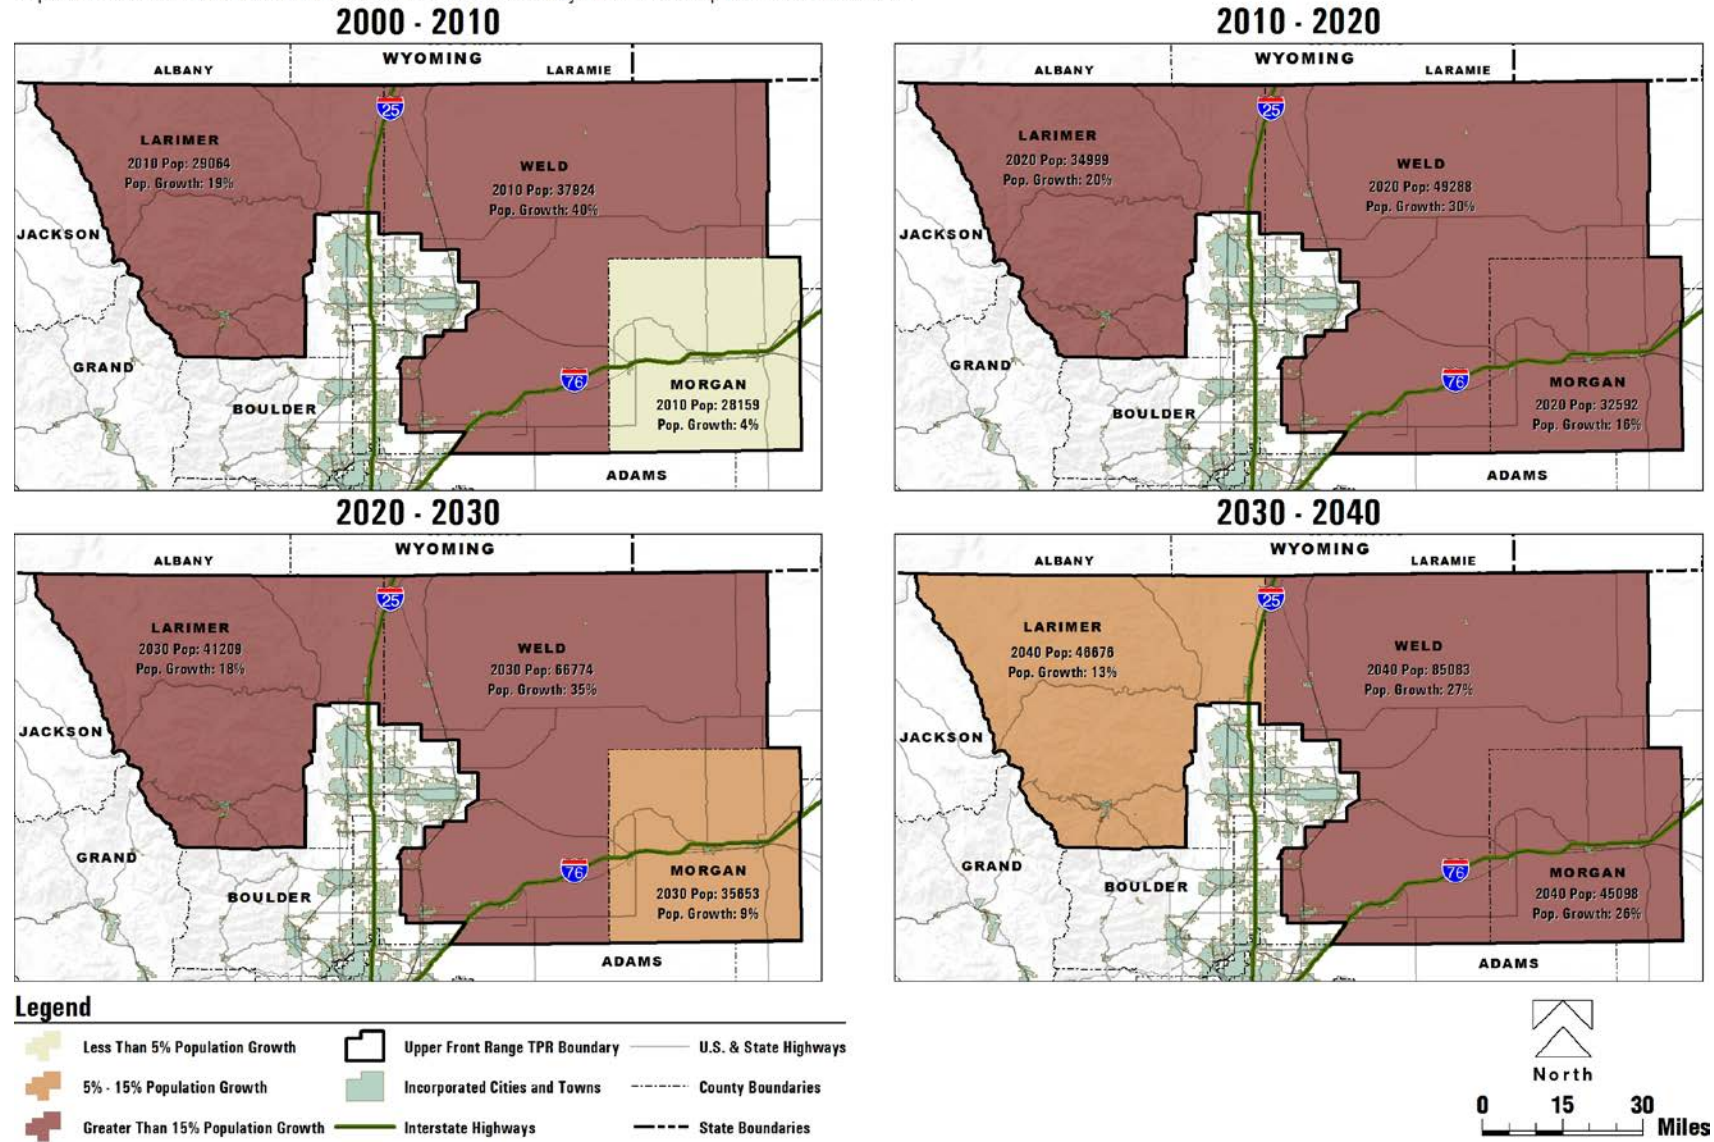 2000 - 2010
WYOMING
ALBANY
LARAMIE
25
LARIMER
2010 Pop: 29064
Pop. Growth: 19%
WELD
2010 Pop: 37924
Pop. Growth: 40%
JACKSON
GRAND
BOULDER
76
MORGAN
2010 Pop: 28159
Pop. Growth: 4%
ADAMS
2010 - 2020
WYOMING
ALBANY
LARAMIE
25
LARIMER
2020 Pop: 34999
Pop. Growth: 20%
WELD
2020 Pop: 49288
Pop. Growth: 30%
JACKSON
GRAND
BOULDER
76
MORGAN
2020 Pop: 32592
Pop. Growth: 16%
ADAMS
2020 - 2030
WYOMING
ALBANY
25
LARIMER
2030 Pop: 41209
Pop. Growth: 18%
WELD
2030 Pop: 66774
Pop. Growth: 35%
JACKSON
GRAND
BOULDER
76
MORGAN
2030 Pop: 35653
Pop. Growth: 9%
ADAMS
2030 - 2040
WYOMING
ALBANY
LARAMIE
25
LARIMER
2040 Pop: 46676
Pop. Growth: 13%
WELD
2040 Pop: 85083
Pop. Growth: 27%
JACKSON
GRAND
BOULDER
76
MORGAN
2040 Pop: 45098
Pop. Growth: 26%
ADAMS
Legend
Less Than 5% Population Growth
5% - 15% Population Growth
Greater Than 15% Population Growth
Upper Front Range TPR Boundary
Incorporated Cities and Towns
Interstate Highways
U.S. & State Highways
County Boundaries
State Boundaries
North
0 15 30
Miles